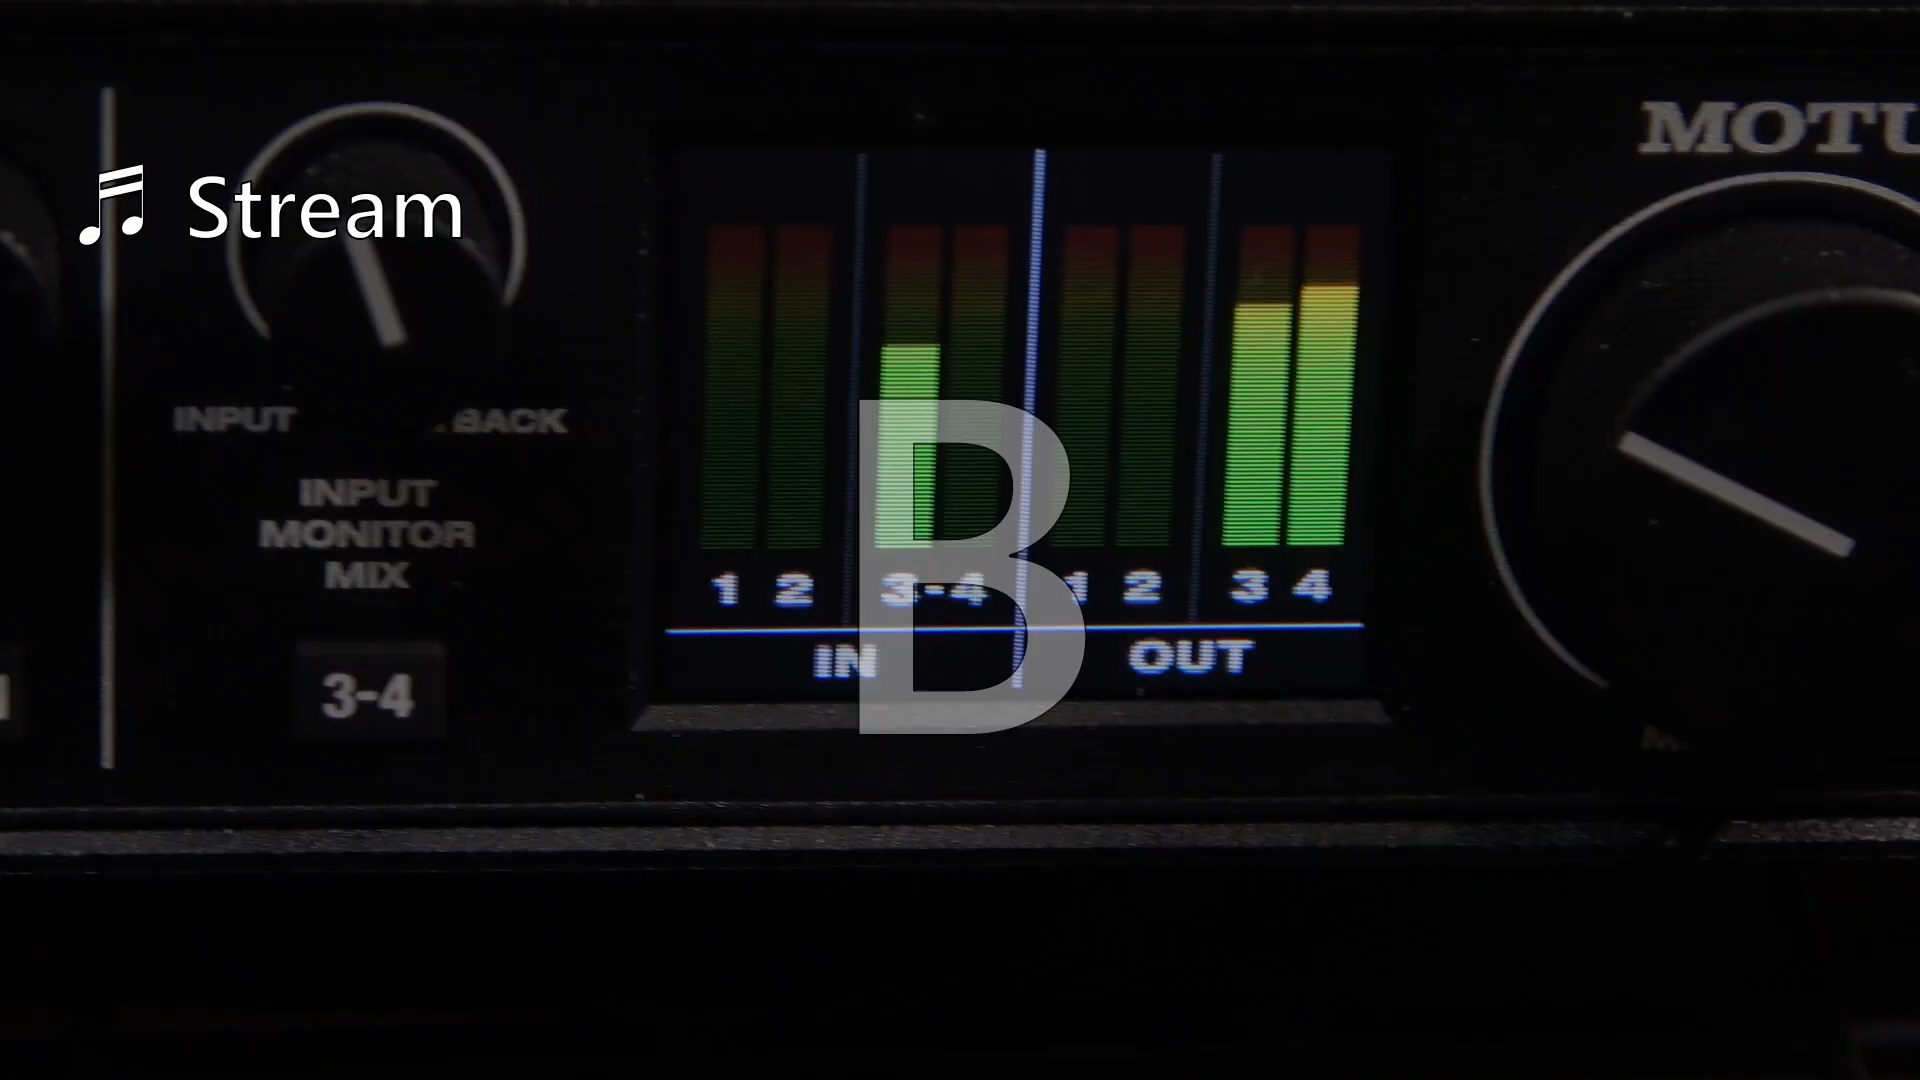 MOTU
Stream
INPUT BACK
INPUT
MONITOR
MIX
3-4
B
1 2 3-4 1 2 3 4
IN OUT